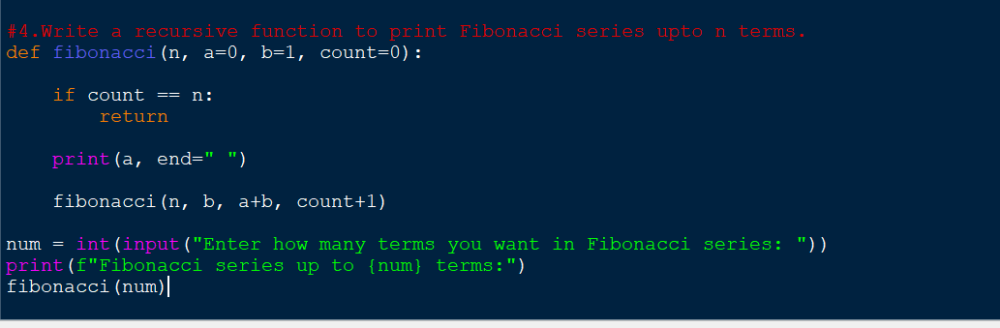 #4.Write a recursive function to print Fibonacci series upto n terms.
def fibonacci(n, a=0, b=1, count=0):
    if count == n:
        return
    print(a, end=" ")
    fibonacci(n, b, a+b, count+1)
num = int(input("Enter how many terms you want in Fibonacci series: "))
print(f"Fibonacci series up to {num} terms:")
fibonacci(num)